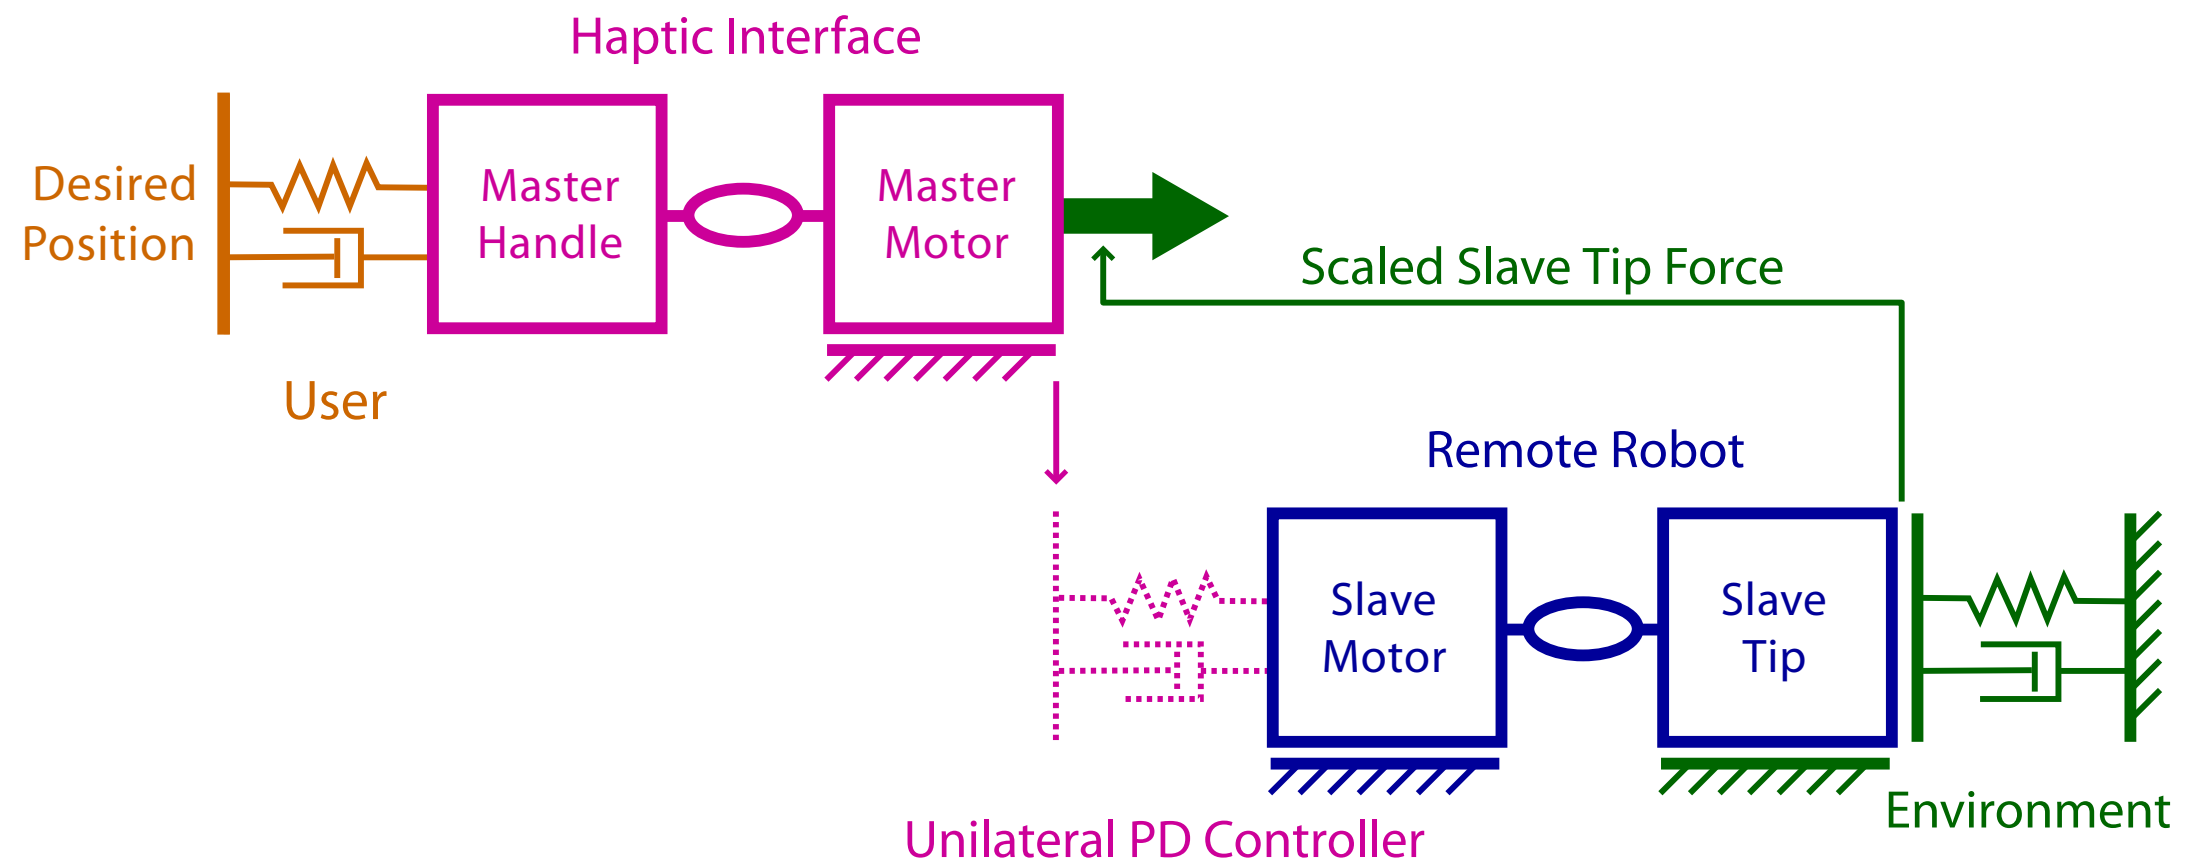 Haptic Interface
Desired
Position
Master
Handle
Master
Motor
Scaled Slave Tip Force
User
Remote Robot
Slave
Motor
Slave
Tip
Environment
Unilateral PD Controller